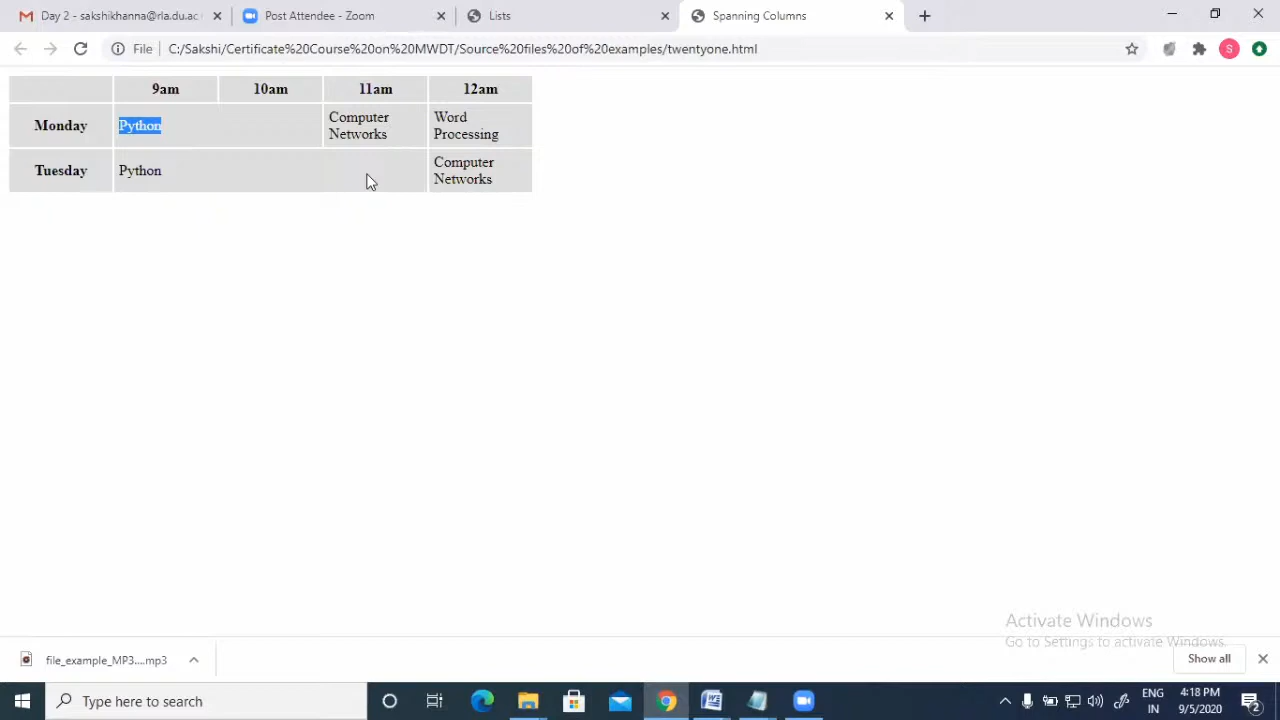 Day 2 - sakshikhanna@rla.du.ac
Post Attendee - Zoom
Lists
Spanning Columns
File
C:/Sakshi/Certificate%20Course%20on%20MWDT/Source%20files%20of%20examples/twentyone.html
S
9am 10am 11am 12am
Monday Python Computer Networks Word Processing
Tuesday Python Computer Networks
Activate Windows
Go to Settings to activate Windows.
file_example_MP3....mp3
Show all
Type here to search
ENG
IN
4:18 PM
9/5/2020
2